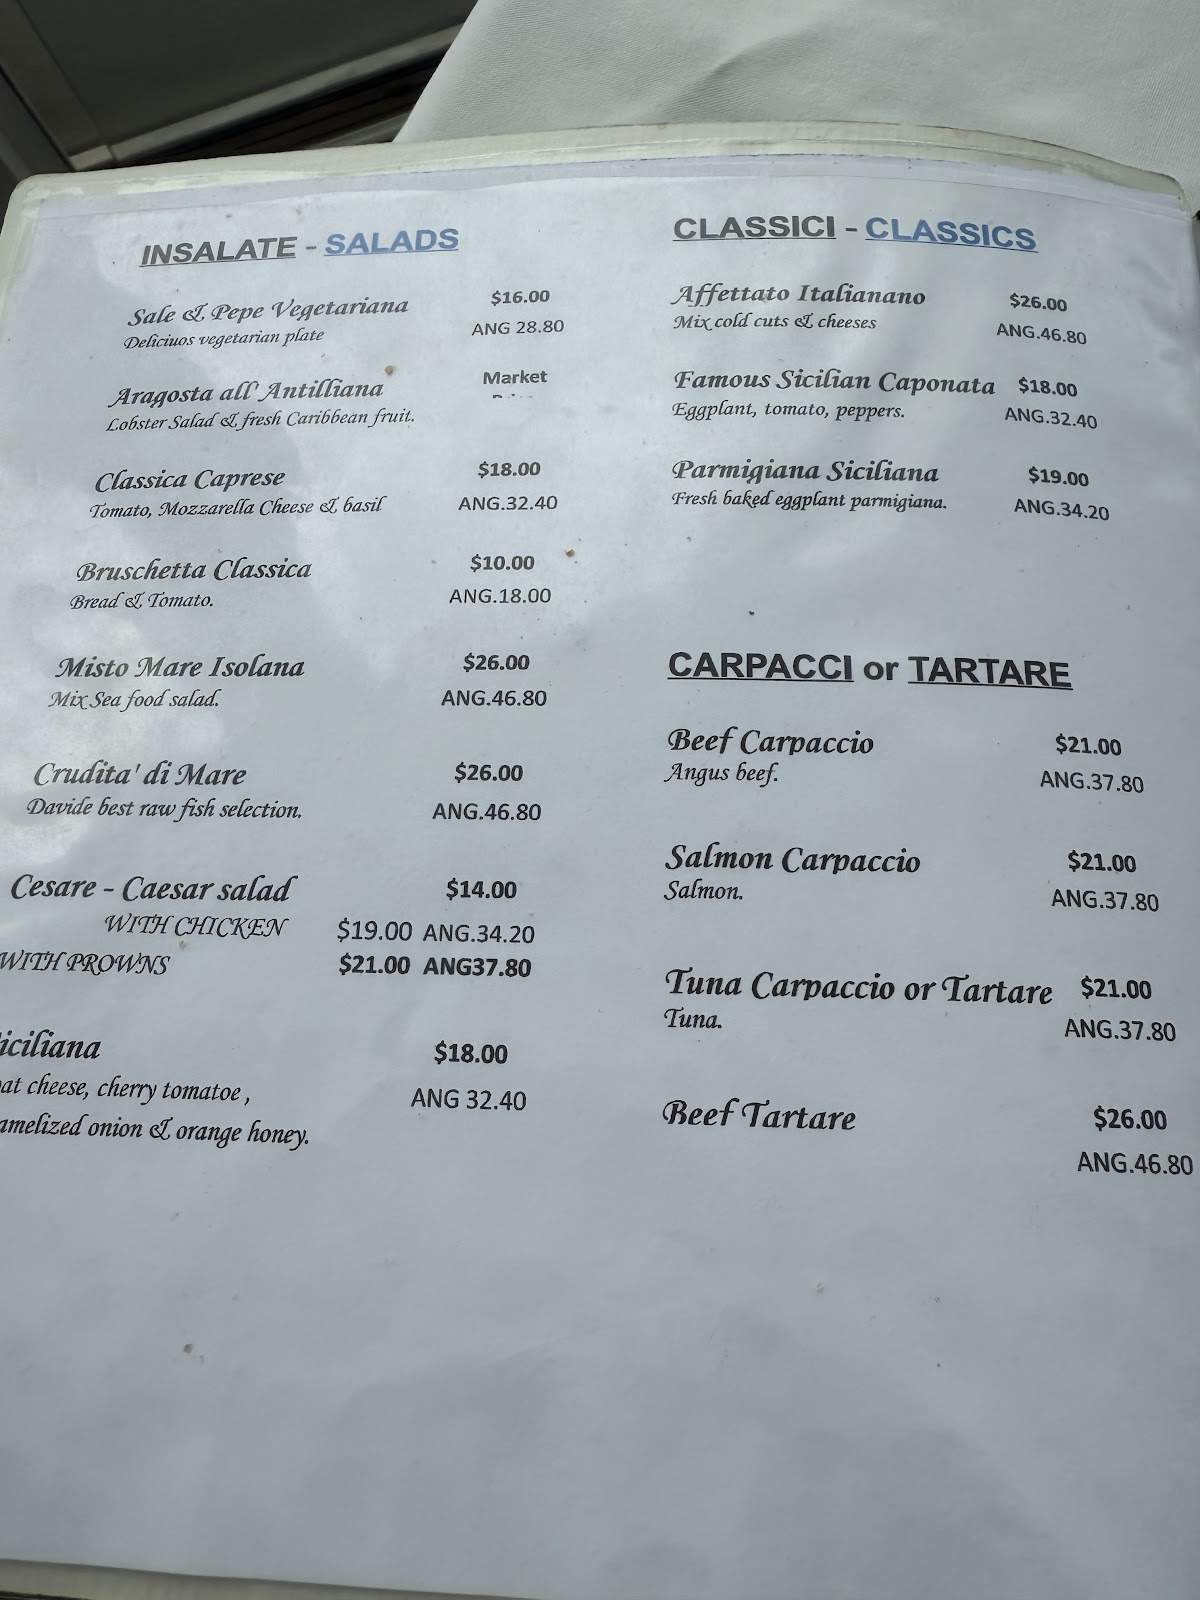 INSALATE - SALADS
Sale & Pepe Vegetariana $16.00
Deliciuos vegetarian plate ANG 28.80
Aragosta all' Antilliana Market
Lobster Salad & fresh Caribbean fruit.
Classica Caprese $18.00
Tomato, Mozzarella Cheese & basil ANG.32.40
Bruschetta Classica $10.00
Bread & Tomato. ANG.18.00
Misto Mare Isolana $26.00
Mix Sea food salad. ANG.46.80
Crudita' di Mare $26.00
Davide best raw fish selection. ANG.46.80
Cesare - Caesar salad $14.00
WITH CHICKEN $19.00 ANG.34.20
WITH PROWNS $21.00 ANG37.80
iciliana $18.00
at cheese, cherry tomatoe , ANG 32.40
amelized onion & orange honey.
CLASSICI - CLASSICS
Affettato Italianano $26.00
Mix cold cuts & cheeses ANG.46.80
Famous Sicilian Caponata $18.00
Eggplant, tomato, peppers. ANG.32.40
Parmigiana Siciliana $19.00
Fresh baked eggplant parmigiana. ANG.34.20
CARPACCI or TARTARE
Beef Carpaccio $21.00
Angus beef. ANG.37.80
Salmon Carpaccio $21.00
Salmon. ANG.37.80
Tuna Carpaccio or Tartare $21.00
Tuna. ANG.37.80
Beef Tartare $26.00
ANG.46.80